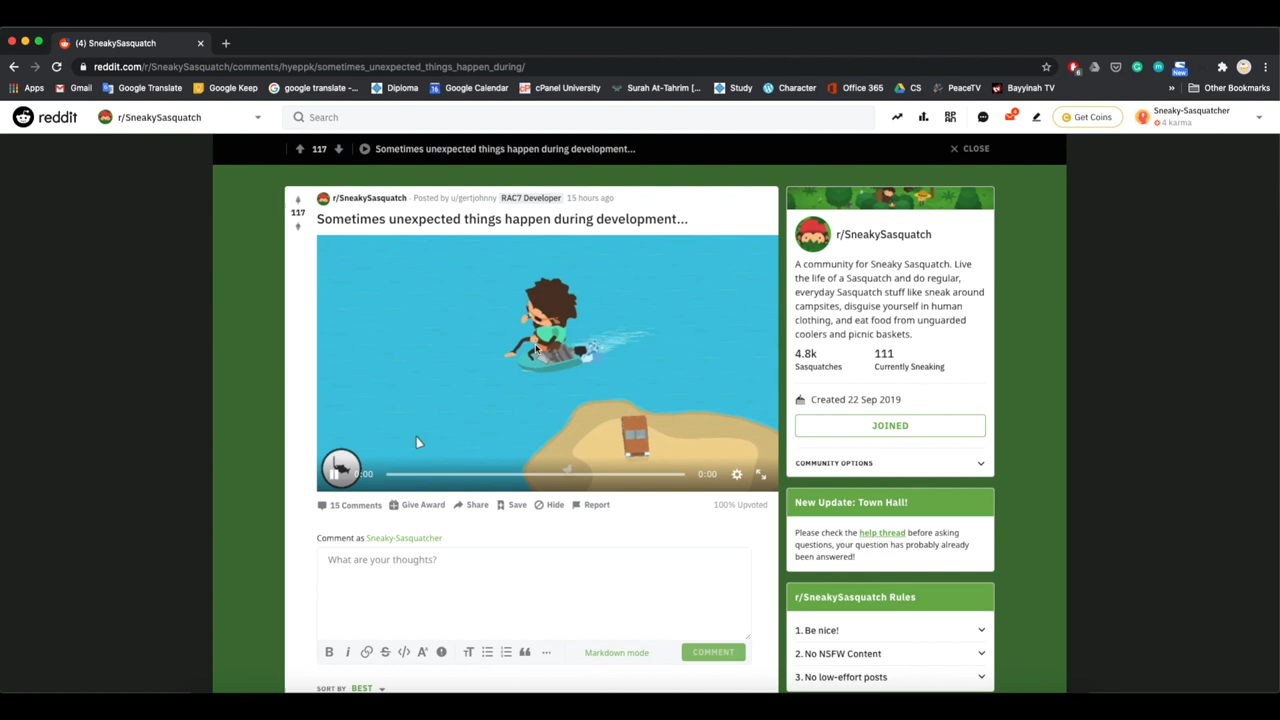 (4) SneakySasquatch
reddit.com/r/SneakySasquatch/comments/hyeppk/sometimes_unexpected_things_happen_during/
Apps Gmail Google Translate Google Keep google translate -... Diploma Google Calendar cPanel University Surah At-Tahrim [... Study Character Office 365 CS PeaceTV Bayyinah TV » Other Bookmarks
New
reddit r/SneakySasquatch Search Get Coins Sneaky-Sasquatcher
4 karma
117 Sometimes unexpected things happen during development... CLOSE
r/SneakySasquatch · Posted by u/gertjohnny RAC7 Developer 15 hours ago
117
Sometimes unexpected things happen during development...
0:00 0:00
15 Comments Give Award Share Save Hide Report 100% Upvoted
Comment as Sneaky-Sasquatcher
What are your thoughts?
Markdown mode COMMENT
SORT BY BEST
r/SneakySasquatch
A community for Sneaky Sasquatch. Live
the life of a Sasquatch and do regular,
everyday Sasquatch stuff like sneak around
campsites, disguise yourself in human
clothing, and eat food from unguarded
coolers and picnic baskets.
4.8k 111
Sasquatches Currently Sneaking
Created 22 Sep 2019
JOINED
COMMUNITY OPTIONS
New Update: Town Hall!
Please check the help thread before asking
questions, your question has probably already
been answered!
r/SneakySasquatch Rules
1. Be nice!
2. No NSFW Content
3. No low-effort posts